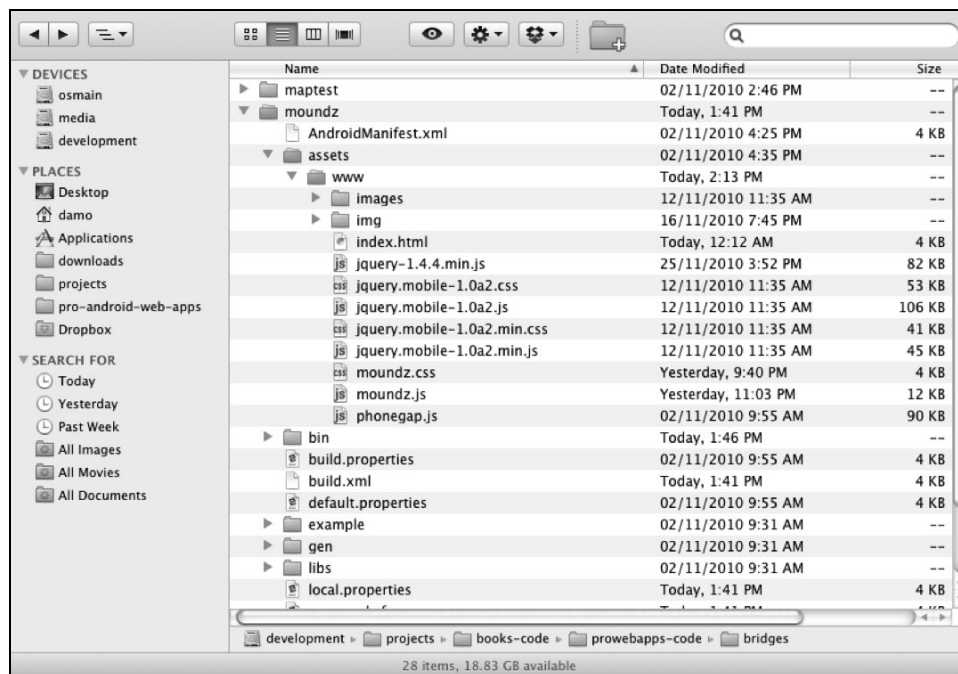 Name Date Modified Size
DEVICES
osmain
media
development
PLACES
Desktop
damo
Applications
downloads
projects
pro-android-web-apps
Dropbox
SEARCH FOR
Today
Yesterday
Past Week
All Images
All Movies
All Documents
maptest 02/11/2010 2:46 PM --
moundz Today, 1:41 PM --
AndroidManifest.xml 02/11/2010 4:25 PM 4 KB
assets 02/11/2010 4:35 PM --
www Today, 2:13 PM --
images 12/11/2010 11:35 AM --
img 16/11/2010 7:45 PM --
index.html Today, 12:12 AM 4 KB
js jquery-1.4.4.min.js 25/11/2010 3:52 PM 82 KB
css jquery.mobile-1.0a2.css 12/11/2010 11:35 AM 53 KB
js jquery.mobile-1.0a2.js 12/11/2010 11:35 AM 106 KB
css jquery.mobile-1.0a2.min.css 12/11/2010 11:35 AM 41 KB
js jquery.mobile-1.0a2.min.js 12/11/2010 11:35 AM 45 KB
css moundz.css Yesterday, 9:40 PM 4 KB
js moundz.js Yesterday, 11:03 PM 12 KB
js phonegap.js 02/11/2010 9:55 AM 90 KB
bin Today, 1:46 PM --
build.properties 02/11/2010 9:55 AM 4 KB
build.xml Today, 1:41 PM 4 KB
default.properties 02/11/2010 9:55 AM 4 KB
example 02/11/2010 9:31 AM --
gen 02/11/2010 9:31 AM --
libs 02/11/2010 9:31 AM --
local.properties Today, 1:41 PM 4 KB
development projects books-code prowebapps-code bridges
28 items, 18.83 GB available